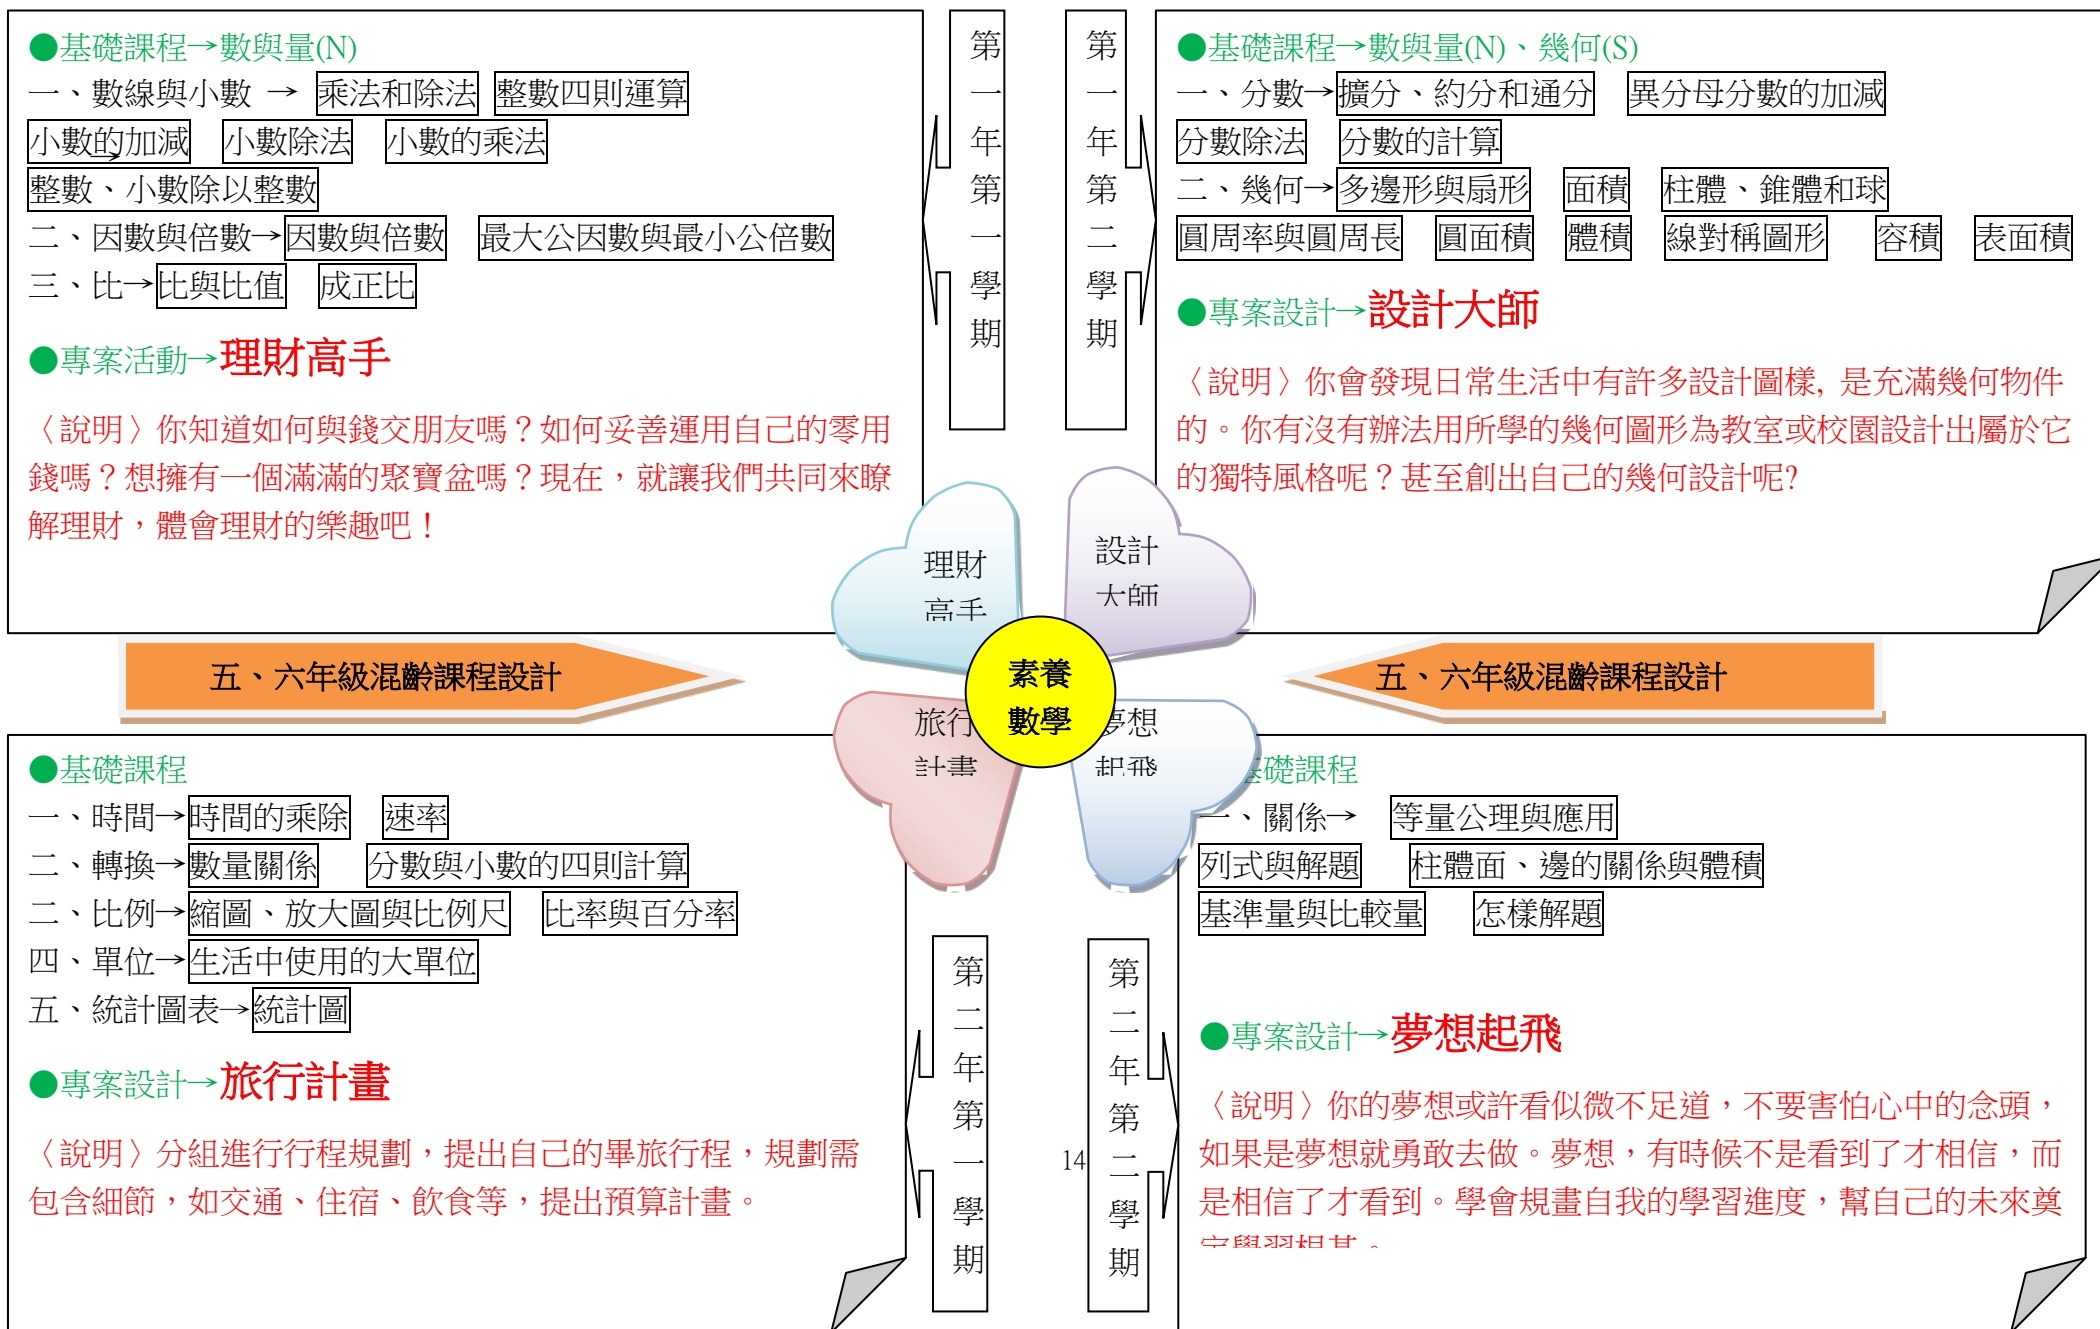 ●基礎課程→數與量(N)
一、數線與小數 → 乘法和除法 整數四則運算
小數的加減 小數除法 小數的乘法
→
整數、小數除以整數
二、因數與倍數→因數與倍數 最大公因數與最小公倍數
三、比→比與比值 成正比
●專案活動→理財高手
〈說明〉你知道如何與錢交朋友嗎？如何妥善運用自己的零用
錢嗎？想擁有一個滿滿的聚寶盆嗎？現在，就讓我們共同來瞭
解理財，體會理財的樂趣吧！
第一年第一學期
第一年第二學期
●基礎課程→數與量(N)、幾何(S)
一、分數→擴分、約分和通分 異分母分數的加減
分數除法 分數的計算
二、幾何→多邊形與扇形 面積 柱體、錐體和球
圓周率與圓周長 圓面積 體積 線對稱圖形 容積 表面積
●專案設計→設計大師
〈說明〉你會發現日常生活中有許多設計圖樣, 是充滿幾何物件
的。你有沒有辦法用所學的幾何圖形為教室或校園設計出屬於它
的獨特風格呢？甚至創出自己的幾何設計呢?
理財
高手
設計
大師
素養
數學
旅行
計畫
夢想
起飛
五、六年級混齡課程設計
五、六年級混齡課程設計
●基礎課程
一、時間→時間的乘除 速率
二、轉換→數量關係 分數與小數的四則計算
二、比例→縮圖、放大圖與比例尺 比率與百分率
四、單位→生活中使用的大單位
五、統計圖表→統計圖
●專案設計→旅行計畫
〈說明〉分組進行行程規劃，提出自己的畢旅行程，規劃需
包含細節，如交通、住宿、飲食等，提出預算計畫。
第二年第一學期
14
第二年第二學期
基礎課程
一、關係→ 等量公理與應用
列式與解題 柱體面、邊的關係與體積
基準量與比較量 怎樣解題
●專案設計→夢想起飛
〈說明〉你的夢想或許看似微不足道，不要害怕心中的念頭，
如果是夢想就勇敢去做。夢想，有時候不是看到了才相信，而
是相信了才看到。學會規畫自我的學習進度，幫自己的未來奠
定學習根基。